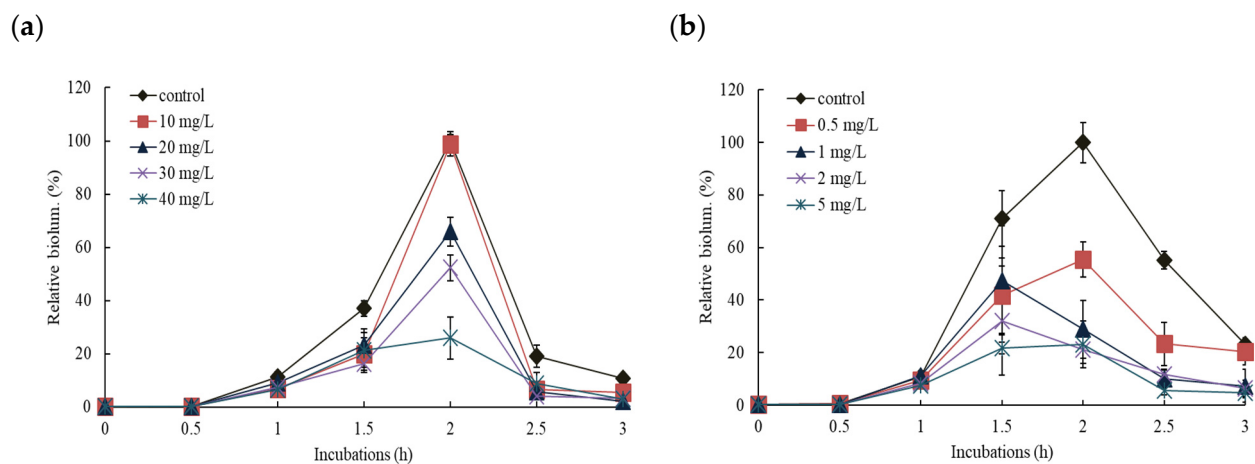 (a)
120
100
80
60
40
20
0
Relative biolum. (%)
control
10 mg/L
20 mg/L
30 mg/L
40 mg/L
0 0.5 1 1.5 2 2.5 3
Incubations (h)
(b)
120
100
80
60
40
20
0
Relative biohum. (%)
control
0.5 mg/L
1 mg/L
2 mg/L
5 mg/L
0 0.5 1 1.5 2 2.5 3
Incubations (h)